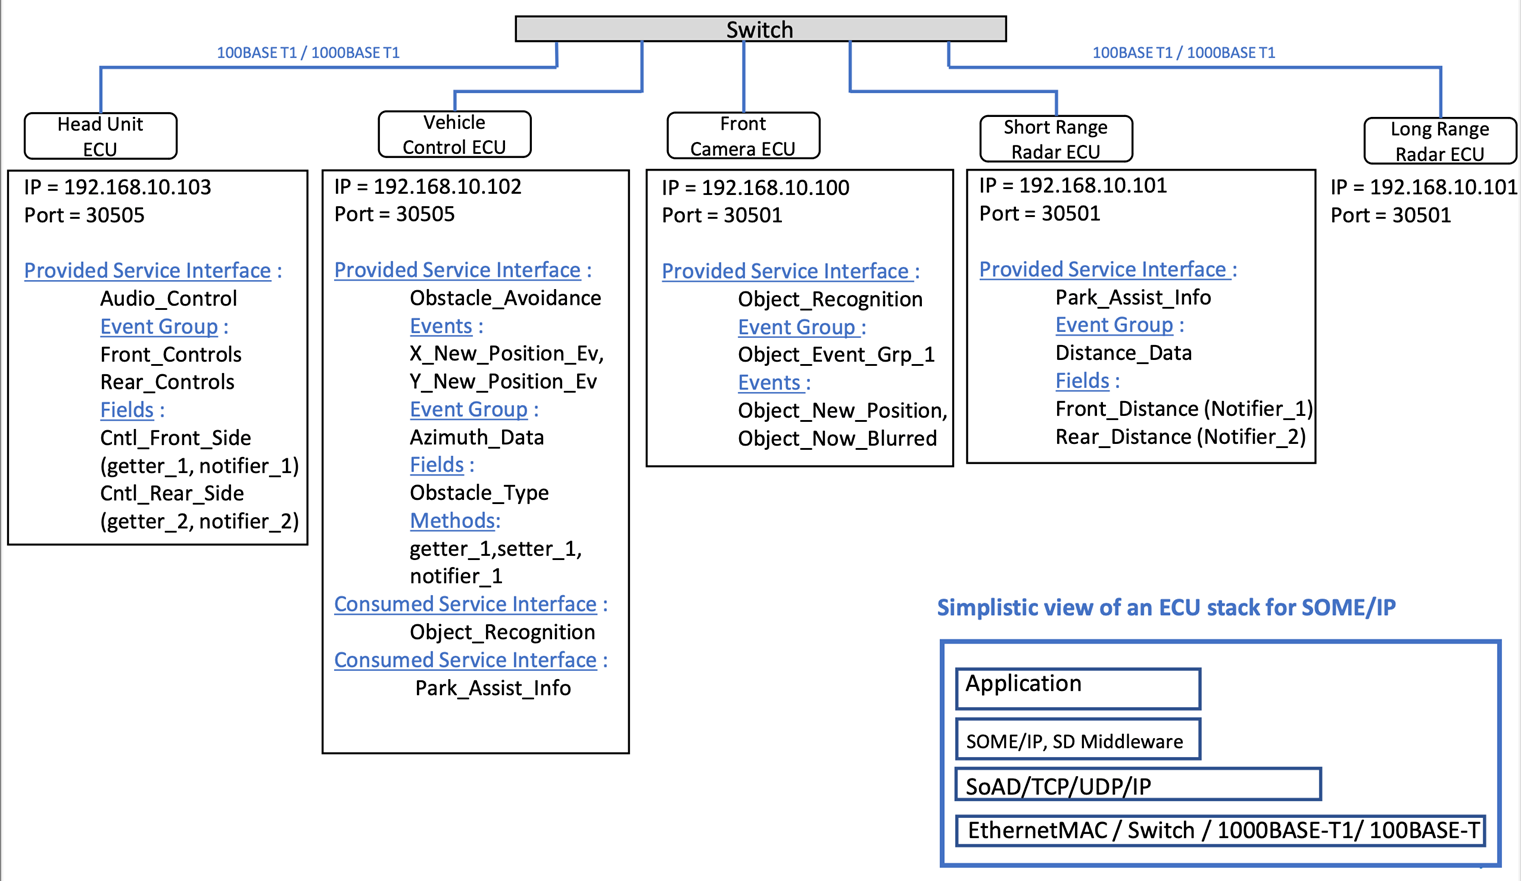 Switch
100BASE T1 / 1000BASE T1
100BASE T1 / 1000BASE T1
Head Unit
ECU
IP = 192.168.10.103
Port = 30505
Provided Service Interface :
Audio_Control
Event Group :
Front_Controls
Rear_Controls
Fields :
Cntl_Front_Side
(getter_1, notifier_1)
Cntl_Rear_Side
(getter_2, notifier_2)
Vehicle
Control ECU
IP = 192.168.10.102
Port = 30505
Provided Service Interface :
Obstacle_Avoidance
Events :
X_New_Position_Ev,
Y_New_Position_Ev
Event Group :
Azimuth_Data
Fields :
Obstacle_Type
Methods:
getter_1,setter_1,
notifier_1
Consumed Service Interface :
Object_Recognition
Consumed Service Interface :
Park_Assist_Info
Front
Camera ECU
IP = 192.168.10.100
Port = 30501
Provided Service Interface :
Object_Recognition
Event Group :
Object_Event_Grp_1
Events :
Object_New_Position,
Object_Now_Blurred
Short Range
Radar ECU
IP = 192.168.10.101
Port = 30501
Provided Service Interface :
Park_Assist_Info
Event Group :
Distance_Data
Fields :
Front_Distance (Notifier_1)
Rear_Distance (Notifier_2)
Long Range
Radar ECU
IP = 192.168.10.101
Port = 30501
Simplistic view of an ECU stack for SOME/IP
Application
SOME/IP, SD Middleware
SoAD/TCP/UDP/IP
EthernetMAC / Switch / 1000BASE-T1/ 100BASE-T